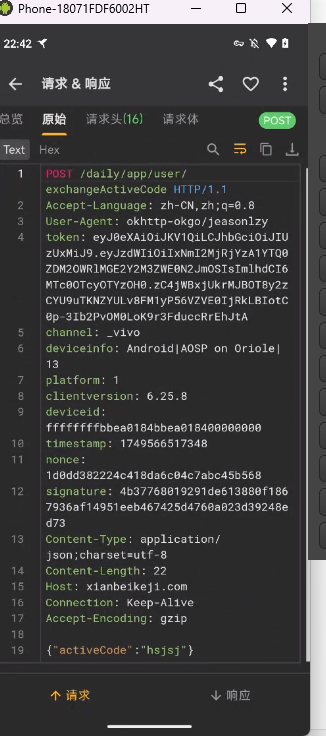 Phone-18071FDF6002HT
22:42
请求 & 响应
总览 原始 请求头(16) 请求体 POST
Text Hex
1 POST /daily/app/user/
exchangeActiveCode HTTP/1.1
2 Accept-Language: zh-CN,zh;q=0.8
3 User-Agent: okhttp-okgo/jeasonlzy
4 token: eyJ0eXAiOiJKV1QiLCJhbGciOiJIU
zUxMiJ9.eyJzdWIiOiIxNmI2MjRjYzA1YTQ0
ZDM2OWRlMGE2Y2M3ZWE0N2JmOSIsImlhdCI6
MTc0OTcyOTYzOH0.zC4jWBxjUkrMJBOT8y2z
CYU9uTKNZYULv8FM1yP56VZVE0IjRkLBIotC
0p-3Ib2PvOM0LoK9r3FduccRrEhJtA
5 channel: _vivo
6 deviceinfo: Android|AOSP on Oriole|
13
7 platform: 1
8 clientversion: 6.25.8
9 deviceid:
ffffffffbbea0184bbea018400000000
10 timestamp: 1749566517348
11 nonce:
1d0dd382224c418da6c04c7abc45b568
12 signature: 4b37768019291de613880f186
7936af14951eeb467425d4760a023d39248e
d73
13 Content-Type: application/
json;charset=utf-8
14 Content-Length: 22
15 Host: xianbeikeji.com
16 Connection: Keep-Alive
17 Accept-Encoding: gzip
18
19 {"activeCode":"hsjsj"}
请求 响应